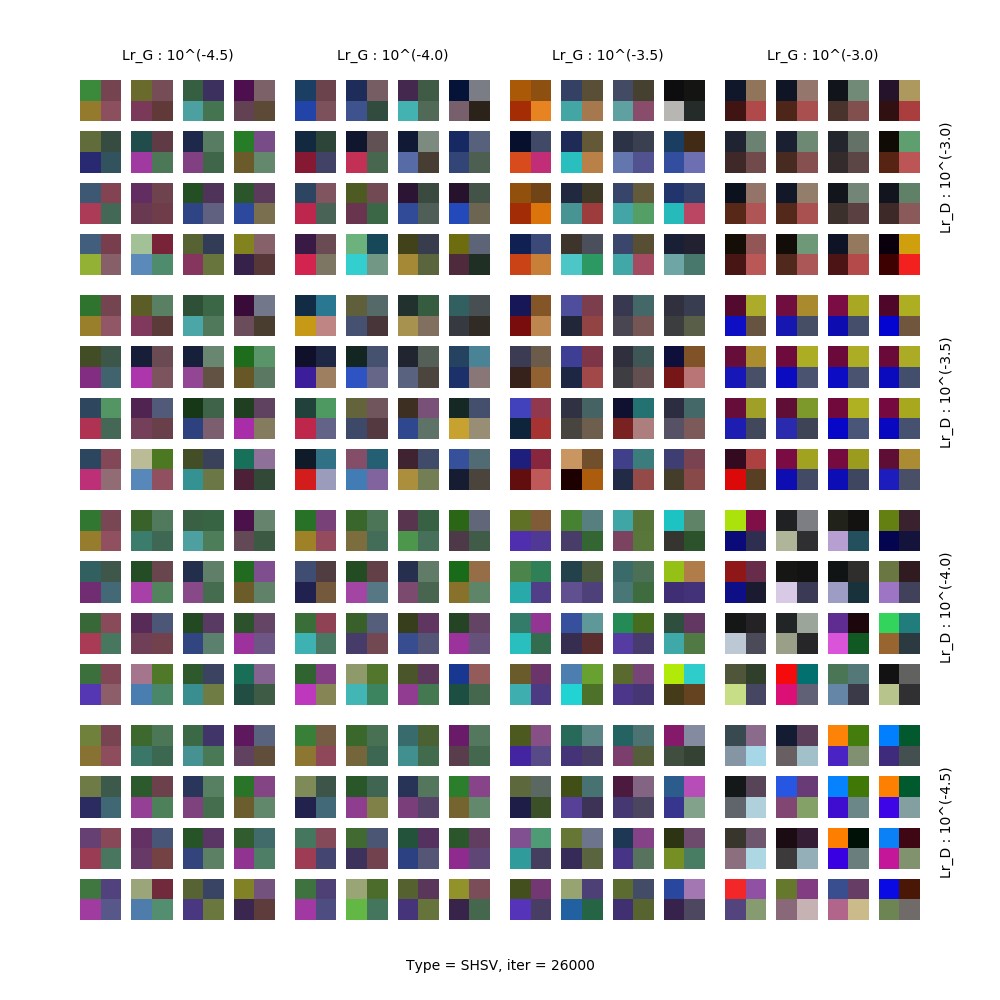 Lr_G : 10^(-4.5)
Lr_G : 10^(-4.0)
Lr_G : 10^(-3.5)
Lr_G : 10^(-3.0)
Lr_D : 10^(-3.0)
Lr_D : 10^(-3.5)
Lr_D : 10^(-4.0)
Lr_D : 10^(-4.5)
Type = SHSV, iter = 26000